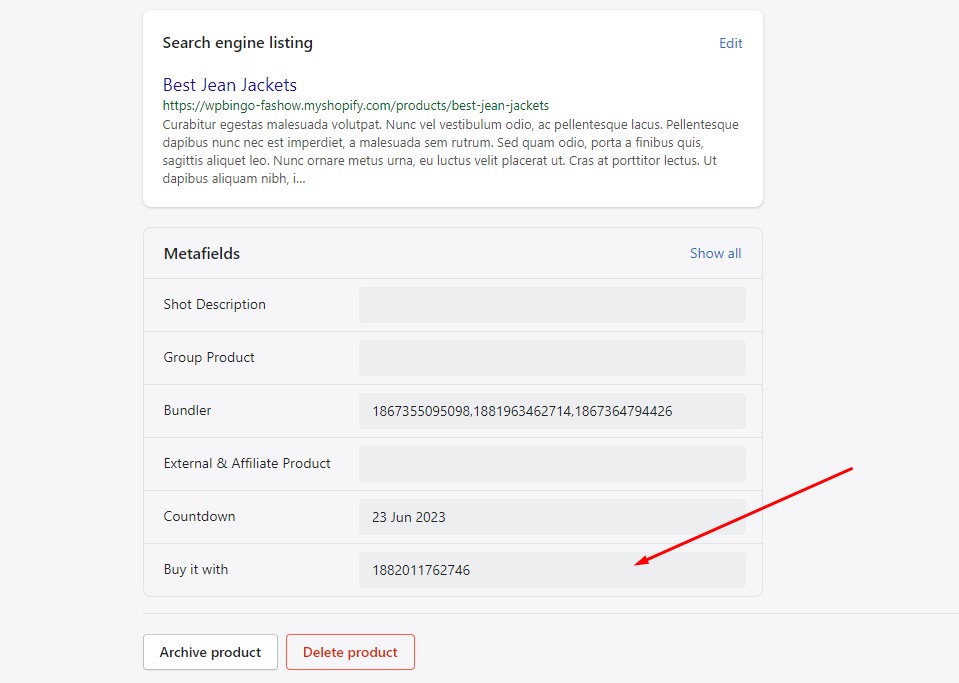 Search engine listing
Edit
Best Jean Jackets
https://wpbingo-fashow.myshopify.com/products/best-jean-jackets
Curabitur egestas malesuada volutpat. Nunc vel vestibulum odio, ac pellentesque lacus. Pellentesque
dapibus nunc nec est imperdiet, a malesuada sem rutrum. Sed quam odio, porta a finibus quis,
sagittis aliquet leo. Nunc ornare metus urna, eu luctus velit placerat ut. Cras at porttitor lectus. Ut
dapibus aliquam nibh, i...
Metafields
Show all
Shot Description
Group Product
Bundler
1867355095098,1881963462714,1867364794426
External & Affiliate Product
Countdown
23 Jun 2023
Buy it with
1882011762746
Archive product
Delete product